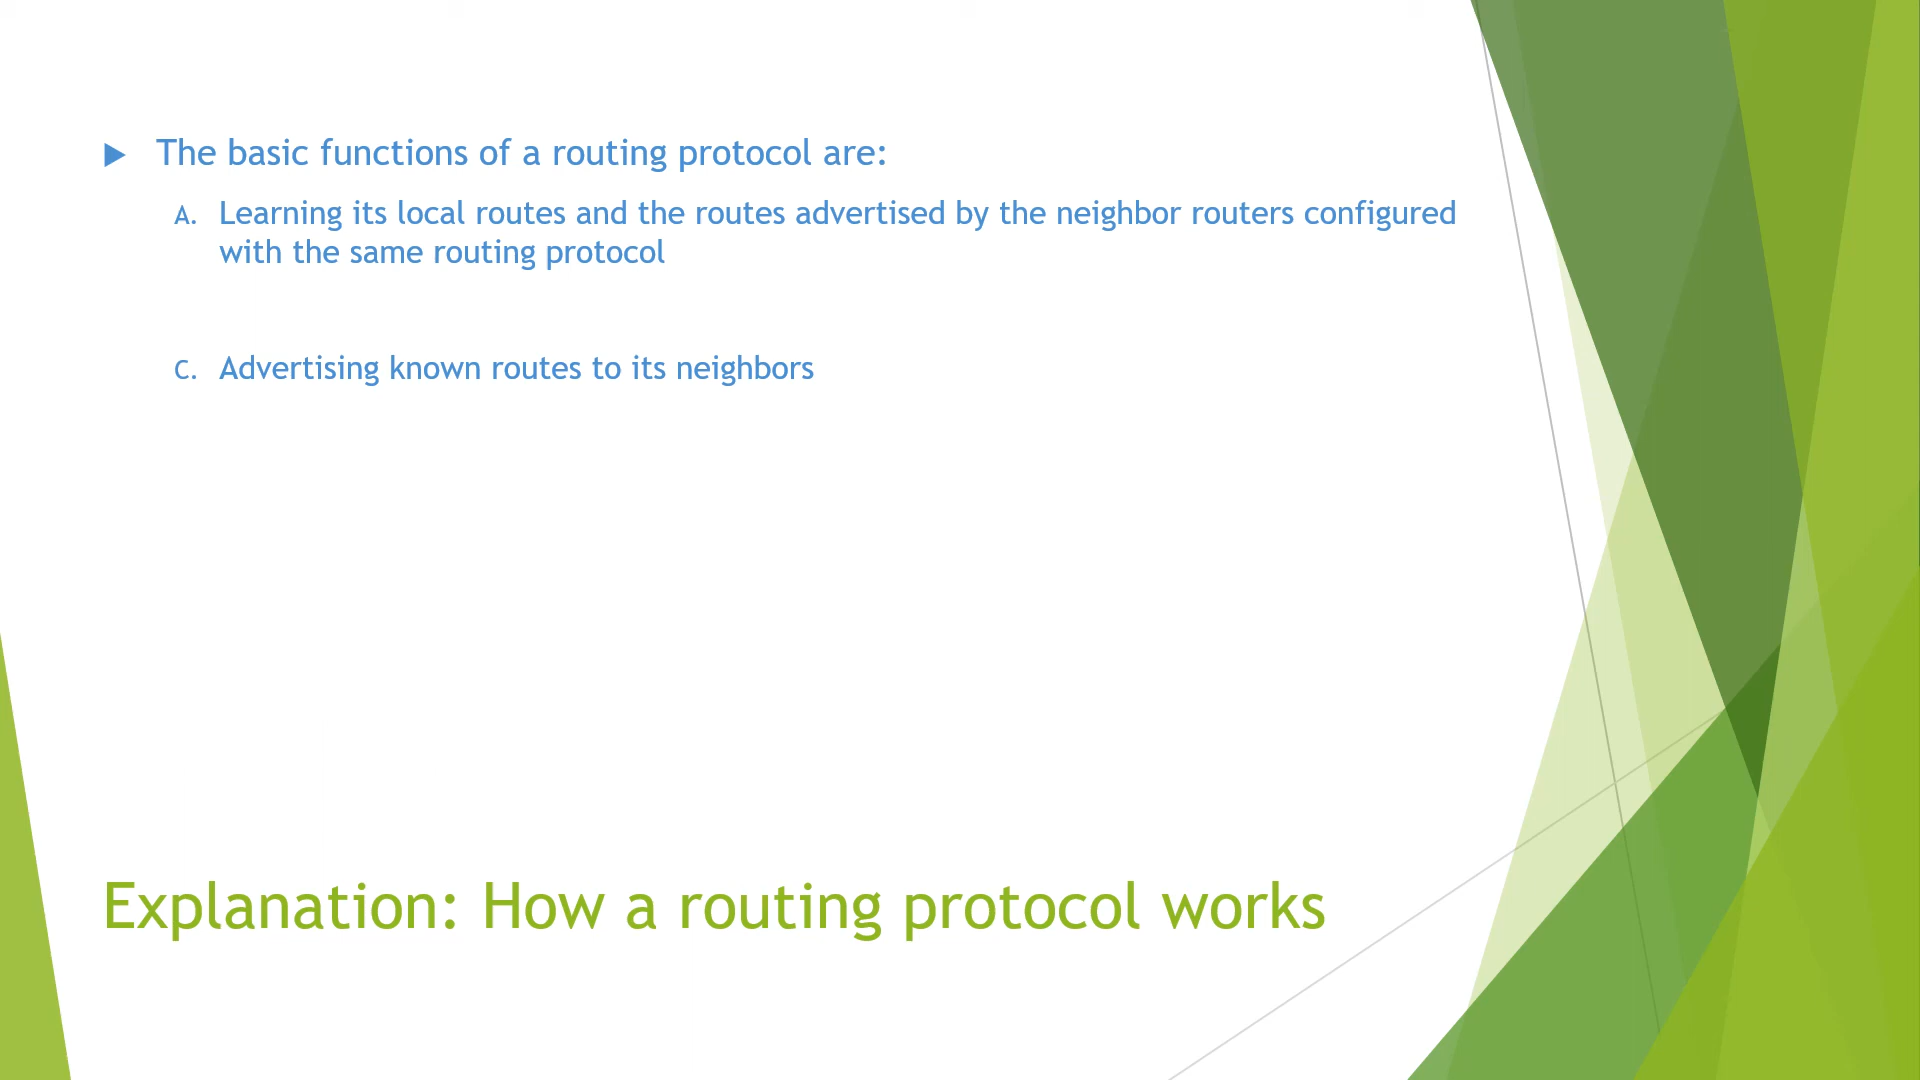 The basic functions of a routing protocol are:
A. Learning its local routes and the routes advertised by the neighbor routers configured
with the same routing protocol
C. Advertising known routes to its neighbors
Explanation: How a routing protocol works